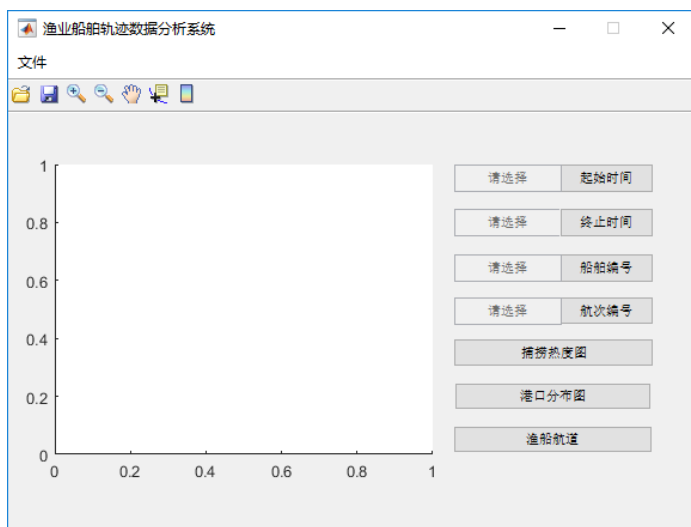 渔业船舶轨迹数据分析系统
文件
1
0.8
0.6
0.4
0.2
0
0 0.2 0.4 0.6 0.8 1
请选择 起始时间
请选择 终止时间
请选择 船舶编号
请选择 航次编号
捕捞热度图
港口分布图
渔船航道